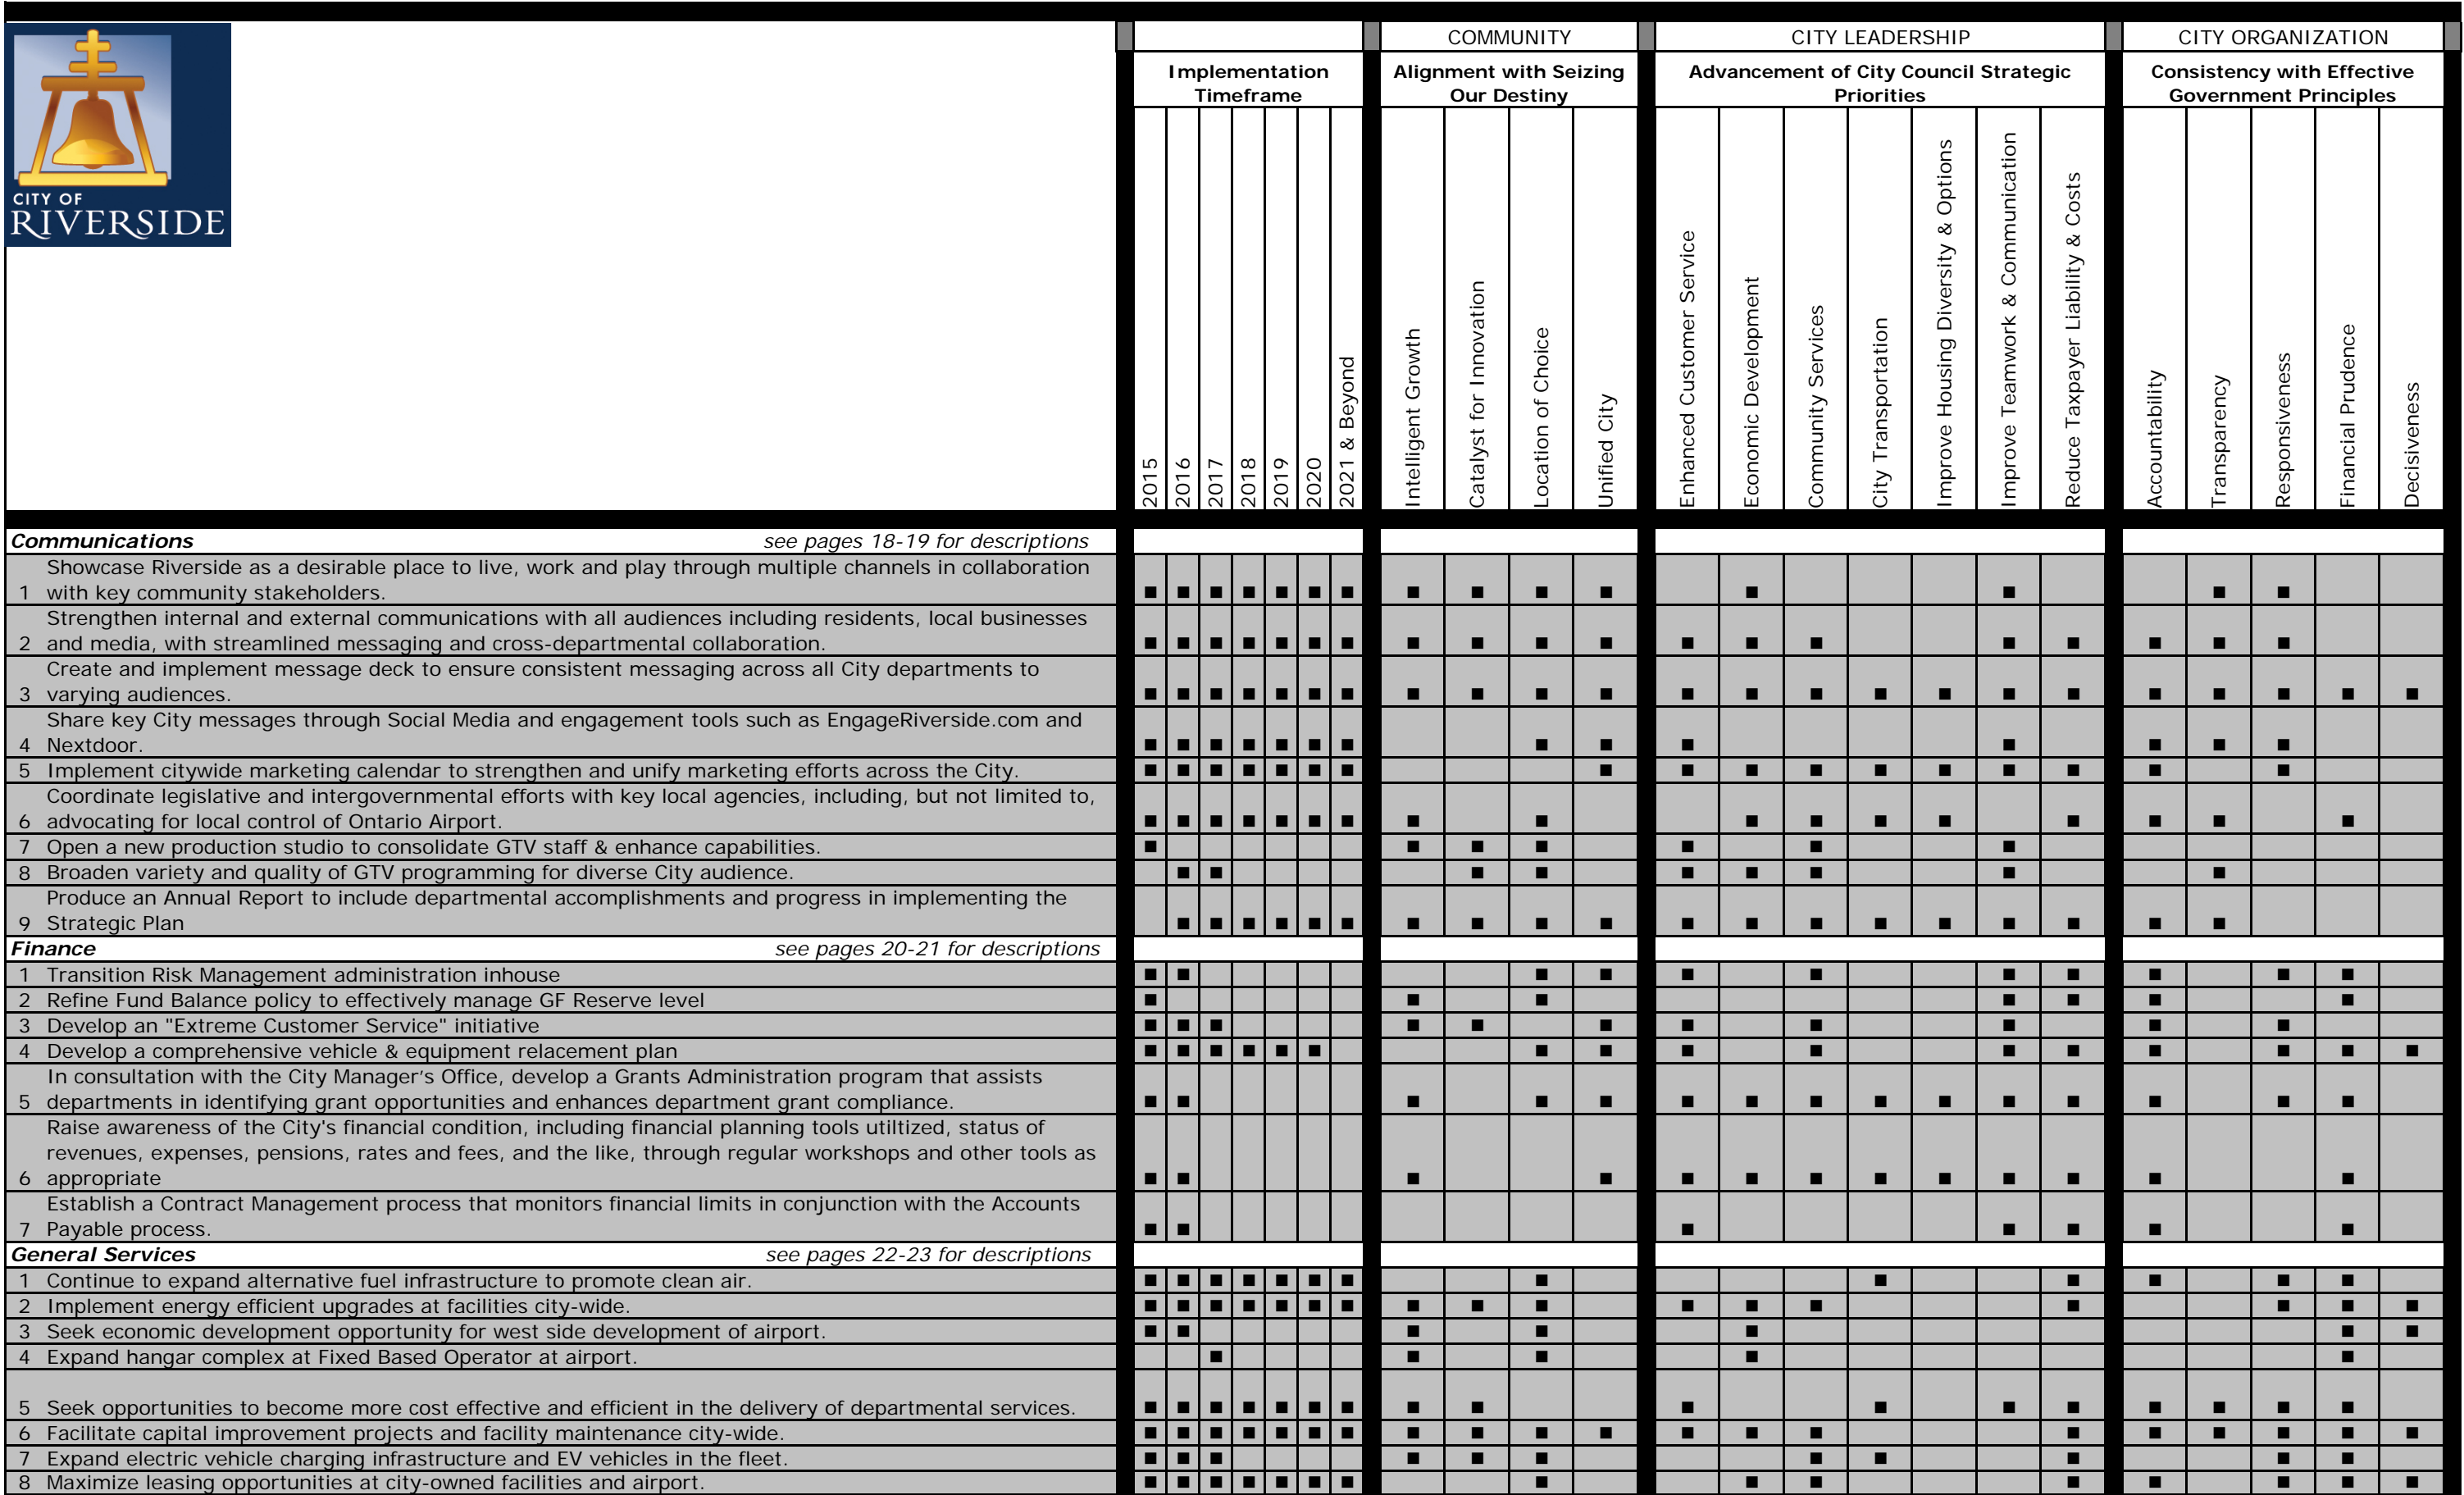 CITY OF
RIVERSIDE
COMMUNITY
CITY LEADERSHIP
CITY ORGANIZATION
Implementation
Timeframe
Alignment with Seizing
Our Destiny
Advancement of City Council Strategic
Priorities
Consistency with Effective
Government Principles
2015
2016
2017
2018
2019
2020
2021 & Beyond
Intelligent Growth
Catalyst for Innovation
Location of Choice
Unified City
Enhanced Customer Service
Economic Development
Community Services
City Transportation
Improve Housing Diversity & Options
Improve Teamwork & Communication
Reduce Taxpayer Liability & Costs
Accountability
Transparency
Responsiveness
Financial Prudence
Decisiveness
Communications see pages 18-19 for descriptions
Showcase Riverside as a desirable place to live, work and play through multiple channels in collaboration
1 with key community stakeholders.
Strengthen internal and external communications with all audiences including residents, local businesses
2 and media, with streamlined messaging and cross-departmental collaboration.
Create and implement message deck to ensure consistent messaging across all City departments to
3 varying audiences.
Share key City messages through Social Media and engagement tools such as EngageRiverside.com and
4 Nextdoor.
5 Implement citywide marketing calendar to strengthen and unify marketing efforts across the City.
Coordinate legislative and intergovernmental efforts with key local agencies, including, but not limited to,
6 advocating for local control of Ontario Airport.
7 Open a new production studio to consolidate GTV staff & enhance capabilities.
8 Broaden variety and quality of GTV programming for diverse City audience.
Produce an Annual Report to include departmental accomplishments and progress in implementing the
9 Strategic Plan
Finance see pages 20-21 for descriptions
1 Transition Risk Management administration inhouse
2 Refine Fund Balance policy to effectively manage GF Reserve level
3 Develop an "Extreme Customer Service" initiative
4 Develop a comprehensive vehicle & equipment relacement plan
In consultation with the City Manager's Office, develop a Grants Administration program that assists
5 departments in identifying grant opportunities and enhances department grant compliance.
Raise awareness of the City's financial condition, including financial planning tools utiltized, status of
revenues, expenses, pensions, rates and fees, and the like, through regular workshops and other tools as
6 appropriate
Establish a Contract Management process that monitors financial limits in conjunction with the Accounts
7 Payable process.
General Services see pages 22-23 for descriptions
1 Continue to expand alternative fuel infrastructure to promote clean air.
2 Implement energy efficient upgrades at facilities city-wide.
3 Seek economic development opportunity for west side development of airport.
4 Expand hangar complex at Fixed Based Operator at airport.
5 Seek opportunities to become more cost effective and efficient in the delivery of departmental services.
6 Facilitate capital improvement projects and facility maintenance city-wide.
7 Expand electric vehicle charging infrastructure and EV vehicles in the fleet.
8 Maximize leasing opportunities at city-owned facilities and airport.